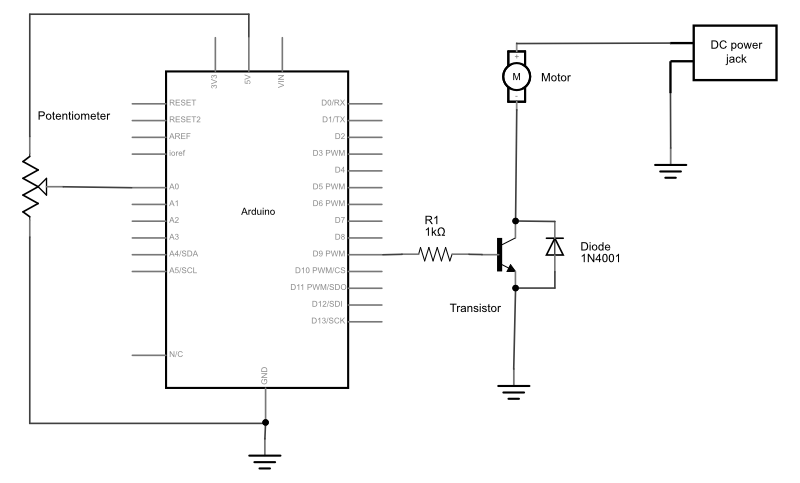 3V3
5V
VIN
DC power
jack
+
M
-
Motor
Potentiometer
RESET
RESET2
AREF
ioref
A0
A1
A2
A3
A4/SDA
A5/SCL
N/C
Arduino
GND
D0/RX
D1/TX
D2
D3 PWM
D4
D5 PWM
D6 PWM
D7
D8
D9 PWM
D10 PWM/CS
D11 PWM/SDO
D12/SDI
D13/SCK
R1
1kΩ
Transistor
Diode
1N4001